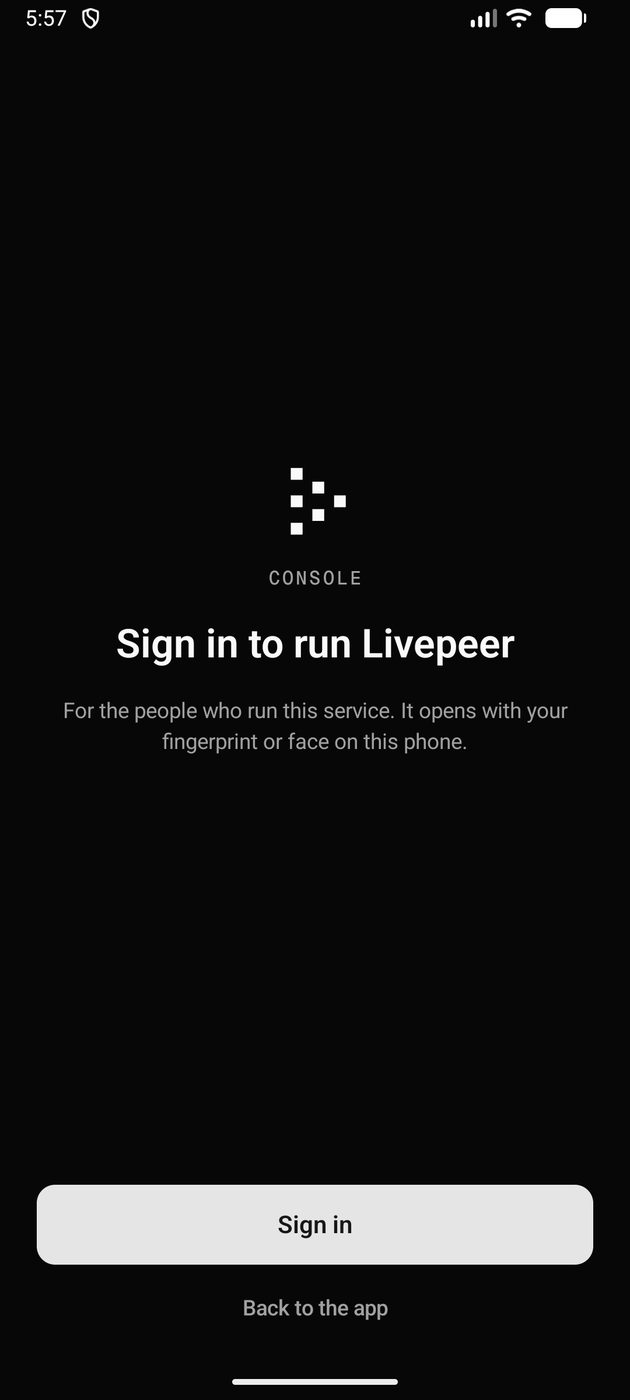 5:57
CONSOLE
Sign in to run Livepeer
For the people who run this service. It opens with your
fingerprint or face on this phone.
Sign in
Back to the app